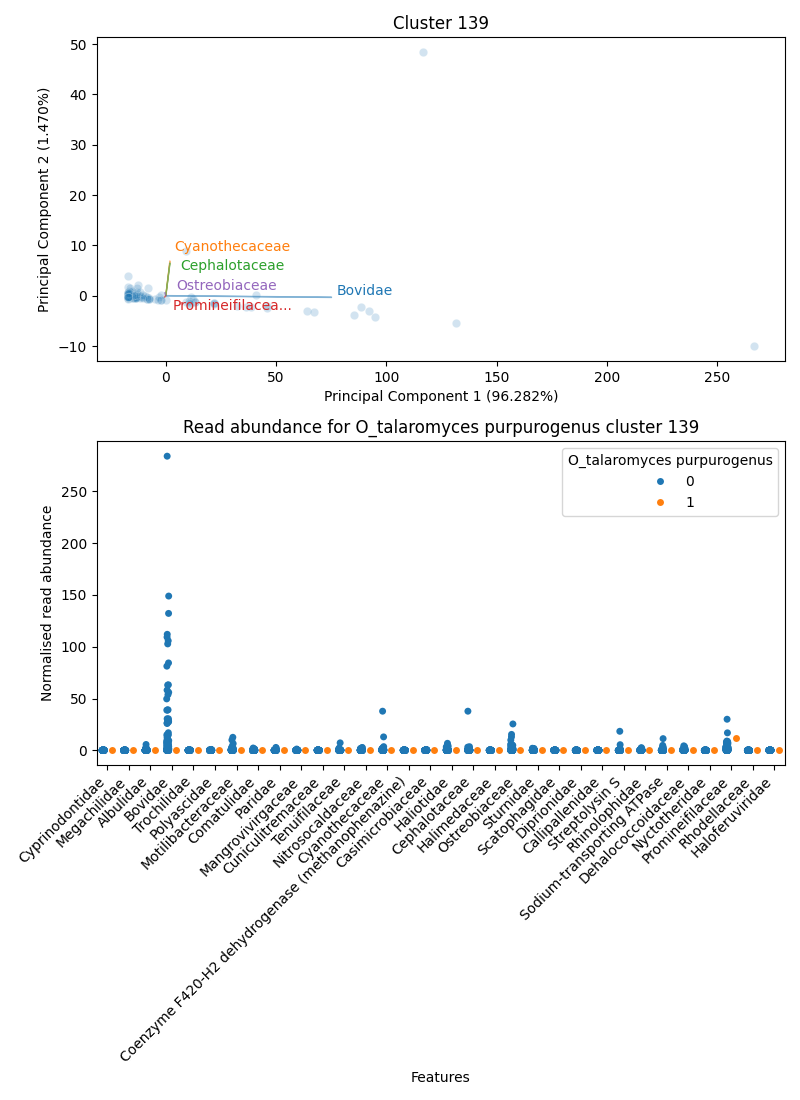 Cluster 139
Principal Component 2 (1.470%)
50
40
30
20
10
0
−10
Cyanothecaceae
Cephalotaceae
Ostreobiaceae
Bovidae
Promineifilacea...
0
50
100
150
200
250
Principal Component 1 (96.282%)
Read abundance for O_talaromyces purpurogenus cluster 139
Normalised read abundance
250
200
150
100
50
0
O_talaromyces purpurogenus
0
1
Cyprinodontidae
Megachilidae
Albulidae
Bovidae
Trochilidae
Polyascidae
Motilibacteraceae
Comatulidae
Paridae
Mangrovivirgaceae
Cuniculitremaceae
Tenuifilaceae
Nitrosocaldaceae
Cyanothecaceae
Coenzyme F420-H2 dehydrogenase (methanophenazine)
Casimicrobiaceae
Haliotidae
Cephalotaceae
Halimedaceae
Ostreobiaceae
Sturnidae
Scatophagidae
Diprionidae
Callipallenidae
Streptolysin S
Rhinolophidae
Sodium-transporting ATPase
Dehalococcoidaceae
Nyctotheridae
Promineifilaceae
Rhodellaceae
Haloferuviridae
Features